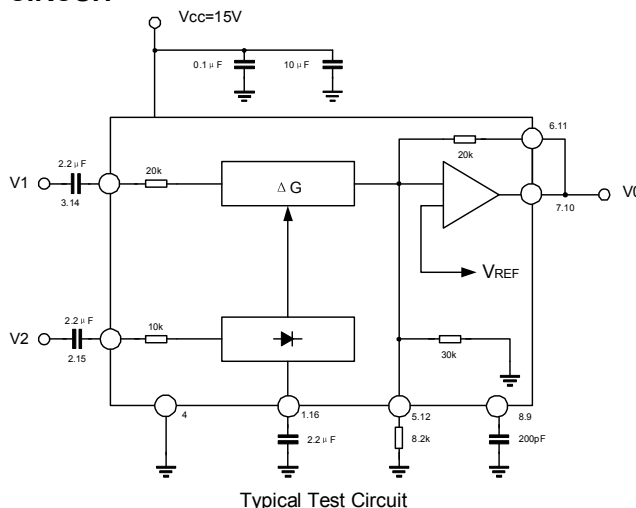 Vcc=15V
0.1μF
10μF
6.11
20k
2.2μF
V1
3.14
20k
ΔG
7.10
V0
VREF
2.2μF
V2
2.15
10k
30k
4
1.16
5.12
8.9
2.2μF
8.2k
200pF
Typical Test Circuit